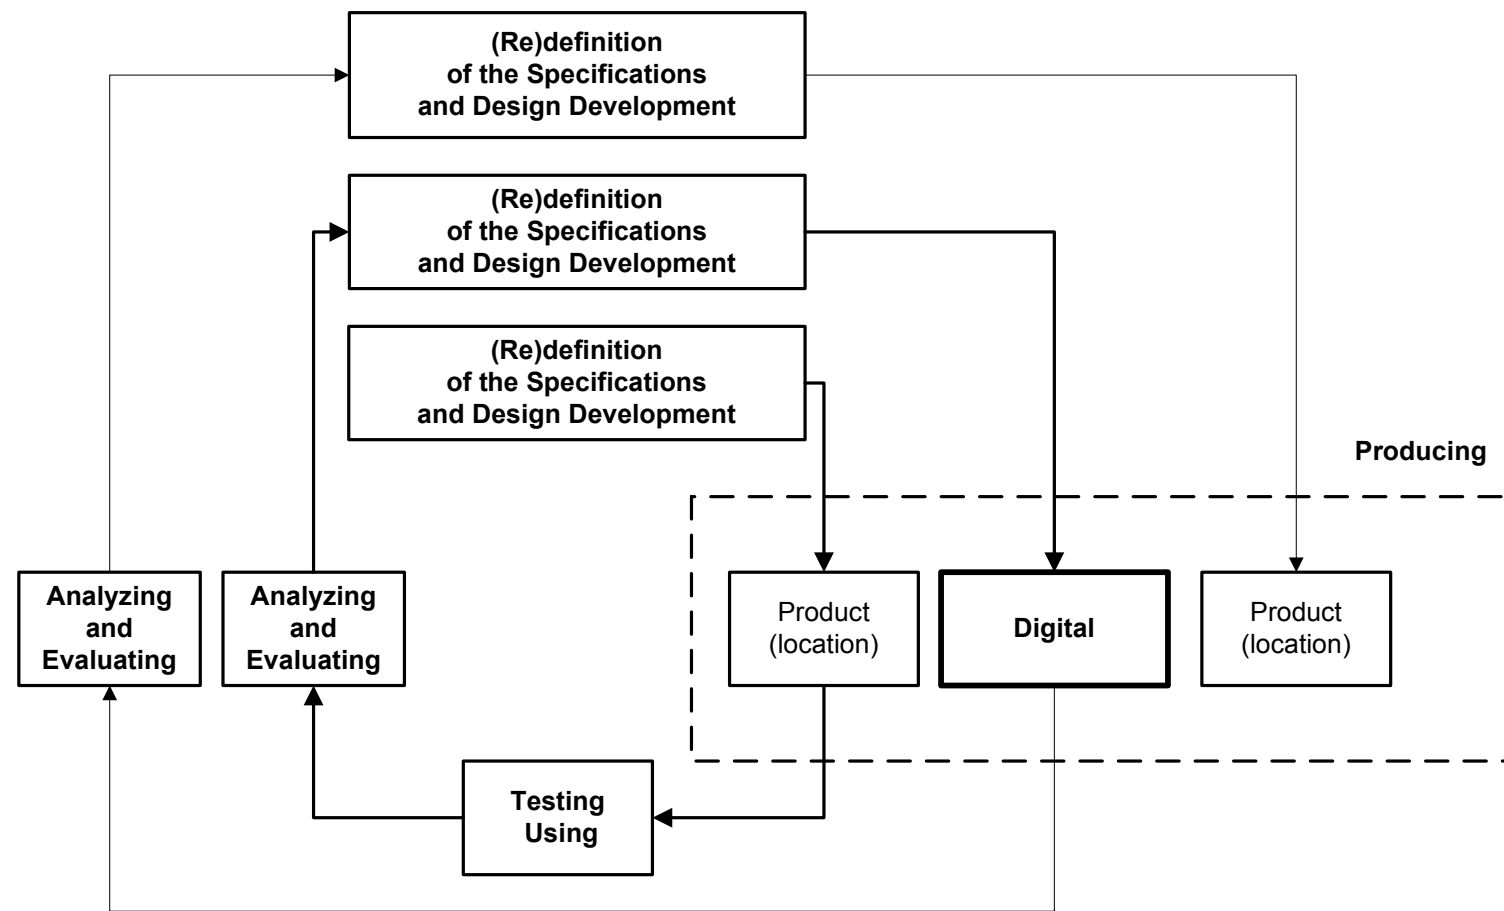 (Re)definition
of the Specifications
and Design Development
(Re)definition
of the Specifications
and Design Development
(Re)definition
of the Specifications
and Design Development
Producing
Analyzing
and
Evaluating
Analyzing
and
Evaluating
Product
(location)
Digital
Product
(location)
Testing
Using